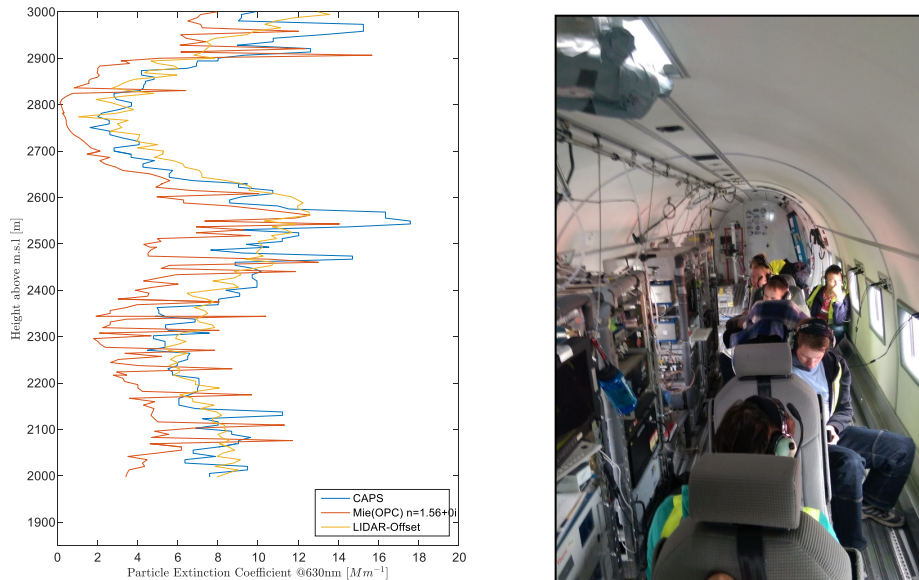 3000
2900
2800
2700
2600
2500
2400
2300
2200
2100
2000
1900
Height above m.s.l [m]
CAPS
Mie(OPC) n=1.56+0i
LIDAR-Offset
0 2 4 6 8 10 12 14 16 18 20
Particle Extinction Coefficient @630nm [Mm⁻¹]